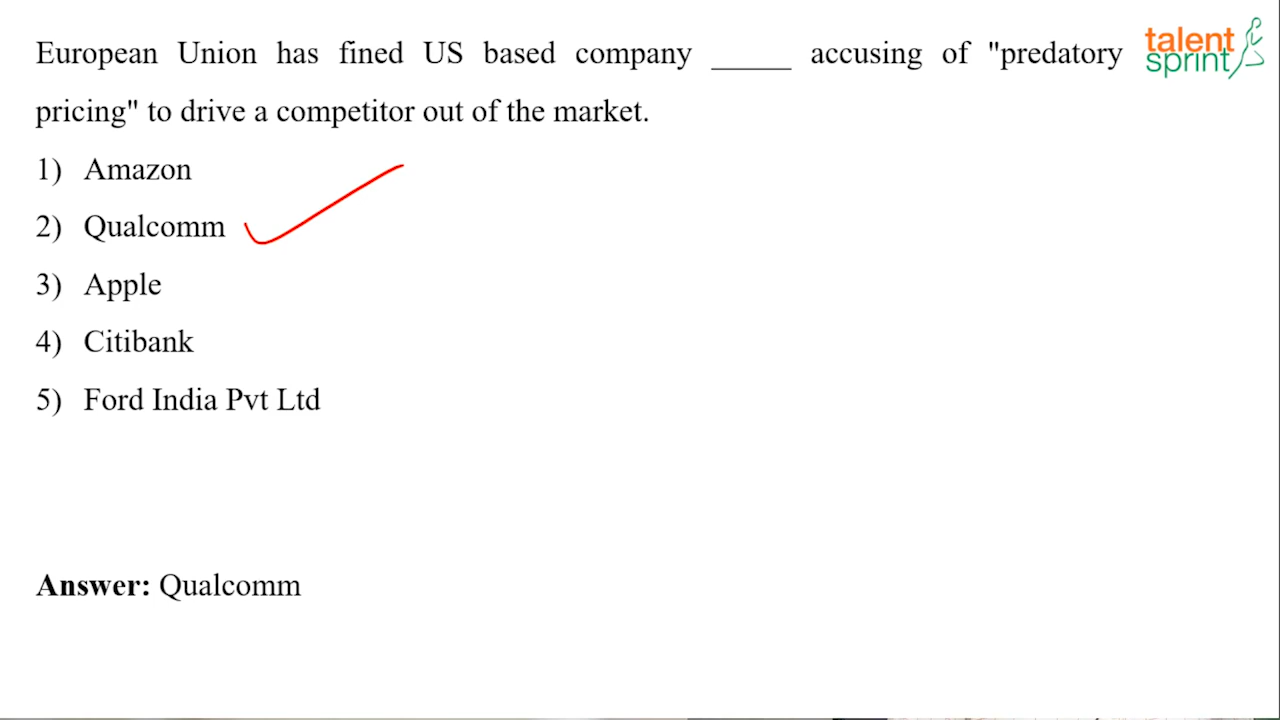 European Union has fined US based company _____ accusing of "predatory
pricing" to drive a competitor out of the market.
talent
sprint
1) Amazon
2) Qualcomm
3) Apple
4) Citibank
5) Ford India Pvt Ltd
Answer: Qualcomm